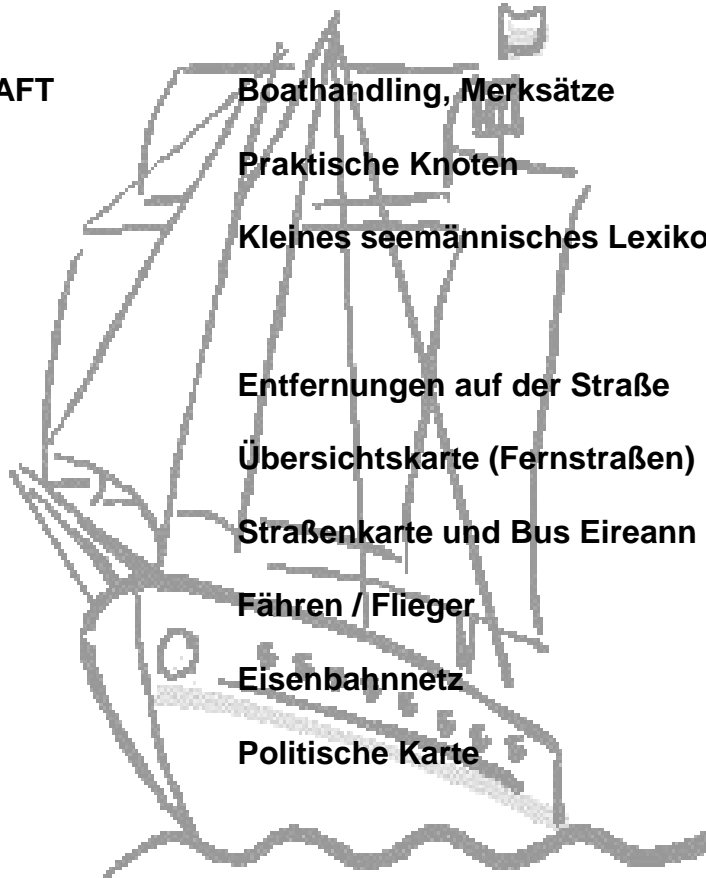 AFT Boathandling, Merksätze
Praktische Knoten
Kleines seemännisches Lexiko
Entfernungen auf der Straße
Übersichtskarte (Fernstraßen)
Straßenkarte und Bus Eireann
Fähren / Flieger
Eisenbahnnetz
Politische Karte